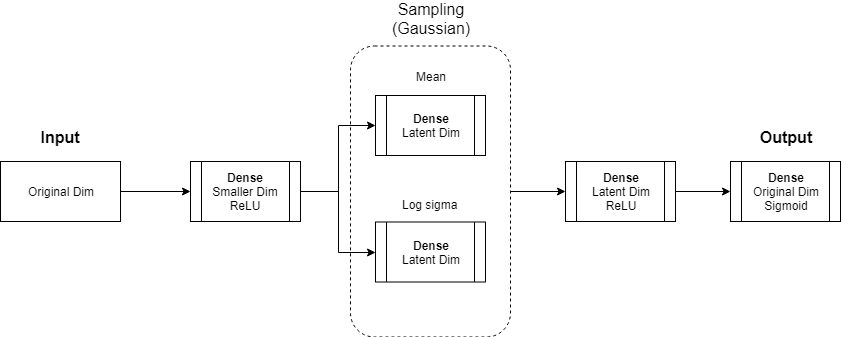 Sampling
(Gaussian)
Input
Original Dim
Dense
Smaller Dim
ReLU
Mean
Dense
Latent Dim
Log sigma
Dense
Latent Dim
Dense
Latent Dim
ReLU
Output
Dense
Original Dim
Sigmoid